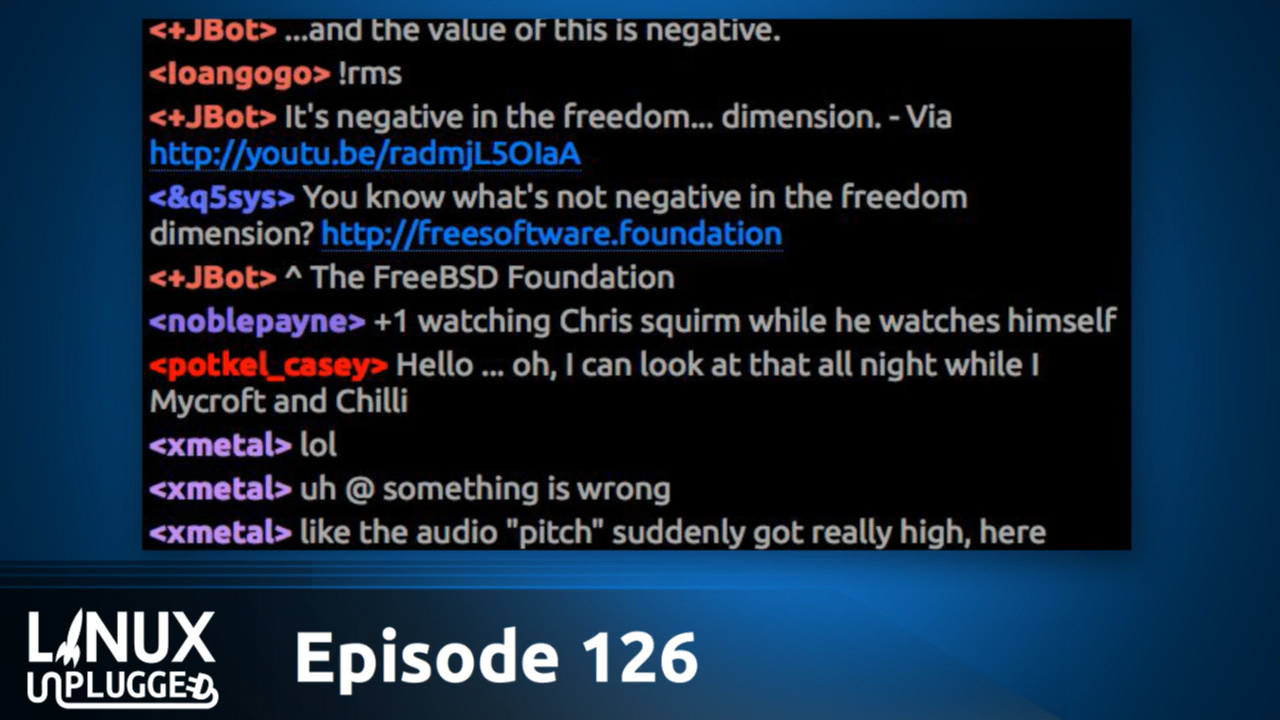 <+JBot> ...and the value of this is negative.
<loangogo> !rms
<+JBot> It's negative in the freedom... dimension. - Via
http://youtu.be/radmjL5OIaA
<&q5sys> You know what's not negative in the freedom
dimension? http://freesoftware.foundation
<+JBot> ^ The FreeBSD Foundation
<noblepayne> +1 watching Chris squirm while he watches himself
<potkel_casey> Hello ... oh, I can look at that all night while I
Mycroft and Chilli
<xmetal> lol
<xmetal> uh @ something is wrong
<xmetal> like the audio "pitch" suddenly got really high, here
LINUX
UNPLUGGED
Episode 126